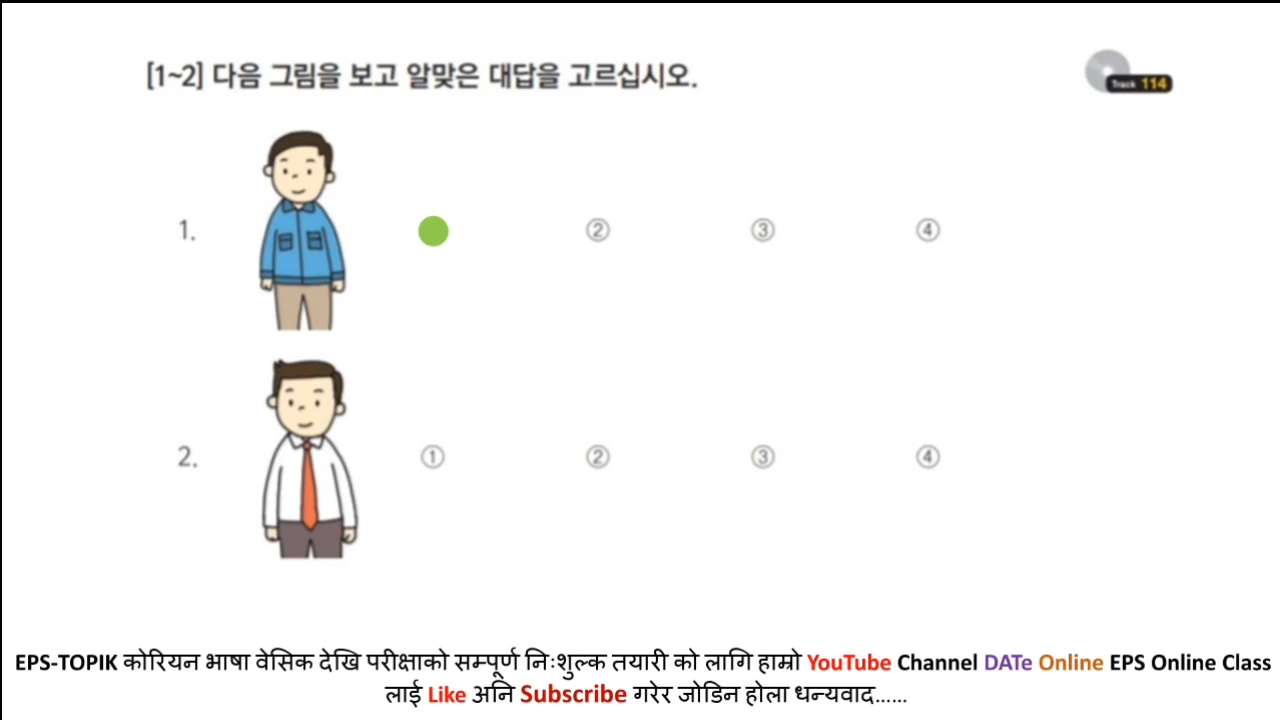 [1~2] 다음 그림을 보고 알맞은 대답을 고르십시오.
Track 114
1. ② ③ ④
2. ① ② ③ ④
EPS-TOPIK कोरियन भाषा वेसिक देखि परीक्षाको सम्पूर्ण निःशुल्क तयारी को लागि हाम्रो YouTube Channel DATe Online EPS Online Class
लाई Like अनि Subscribe गरेर जोडिन होला धन्यवाद......